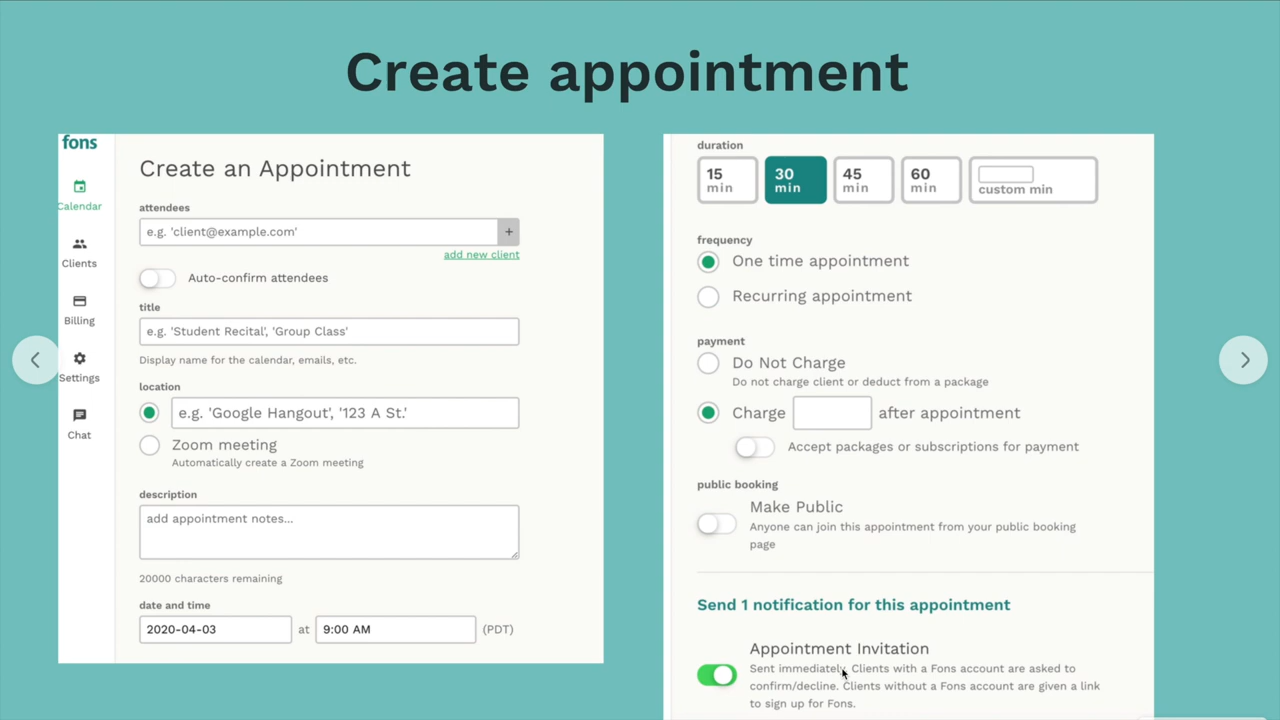 Create appointment
fons
Calendar
Clients
Billing
Settings
Chat
Create an Appointment
attendees
e.g. 'client@example.com'
+
add new client
Auto-confirm attendees
title
e.g. 'Student Recital', 'Group Class'
Display name for the calendar, emails, etc.
location
e.g. 'Google Hangout', '123 A St.'
Zoom meeting
Automatically create a Zoom meeting
description
add appointment notes...
20000 characters remaining
date and time
2020-04-03 at 9:00 AM (PDT)
duration
15 min
30 min
45 min
60 min
custom min
frequency
One time appointment
Recurring appointment
payment
Do Not Charge
Do not charge client or deduct from a package
Charge after appointment
Accept packages or subscriptions for payment
public booking
Make Public
Anyone can join this appointment from your public booking
page
Send 1 notification for this appointment
Appointment Invitation
Sent immediately. Clients with a Fons account are asked to
confirm/decline. Clients without a Fons account are given a link
to sign up for Fons.